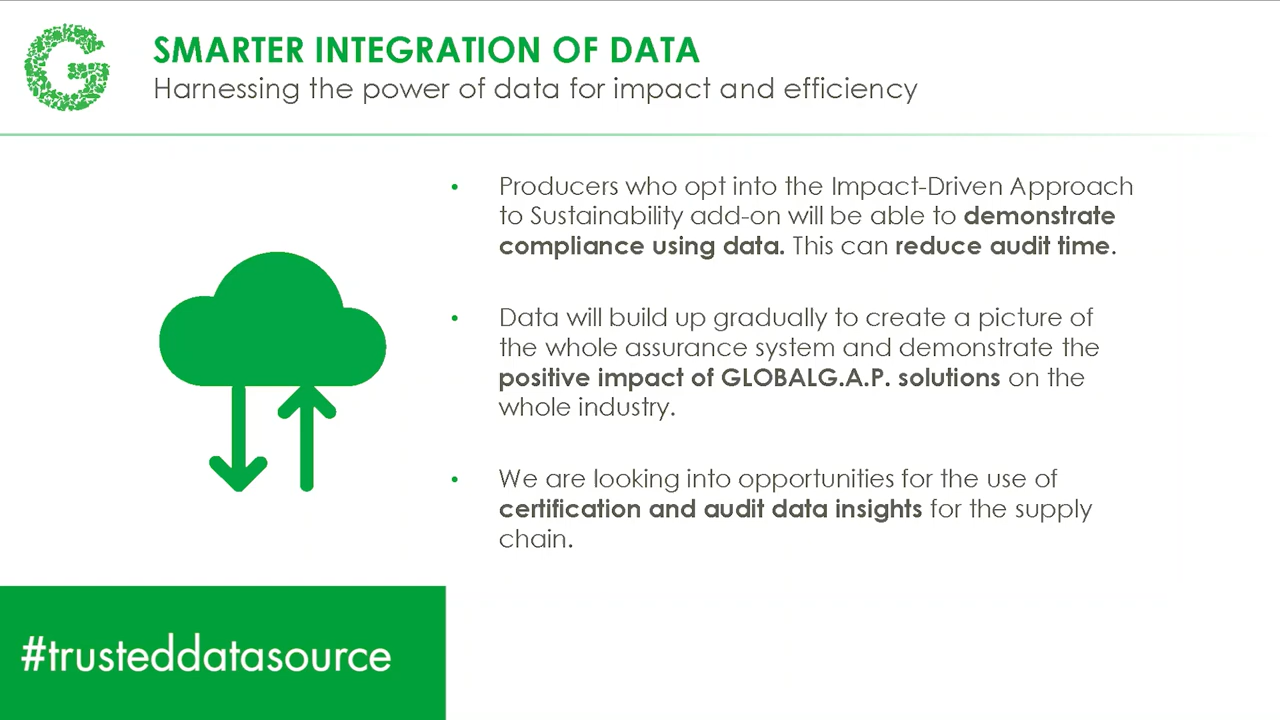 G
SMARTER INTEGRATION OF DATA
Harnessing the power of data for impact and efficiency
• Producers who opt into the Impact-Driven Approach
to Sustainability add-on will be able to demonstrate
compliance using data. This can reduce audit time.
• Data will build up gradually to create a picture of
the whole assurance system and demonstrate the
positive impact of GLOBALG.A.P. solutions on the
whole industry.
• We are looking into opportunities for the use of
certification and audit data insights for the supply
chain.
#trusteddatasource